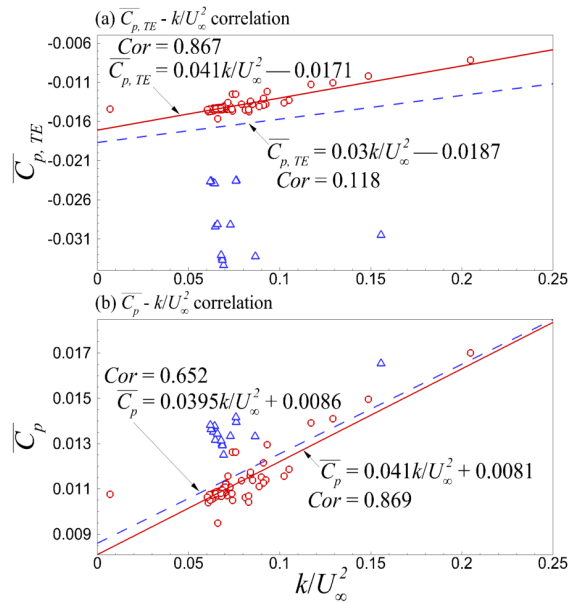 (a) C̅p, TE - k/U∞² correlation
-0.006
Cor = 0.867
C̅p, TE = 0.041k/U∞² — 0.0171
-0.011
-0.016
C̅p, TE
-0.021
C̅p, TE = 0.03k/U∞² — 0.0187
Cor = 0.118
-0.026
-0.031
0 0.05 0.1 0.15 0.2 0.25
(b) C̅p - k/U∞² correlation
0.017
Cor = 0.652
C̅p = 0.0395k/U∞² + 0.0086
0.015
C̅p
0.013
C̅p = 0.041k/U∞² + 0.0081
Cor = 0.869
0.011
0.009
0 0.05 0.1 0.15 0.2 0.25
k/U∞²